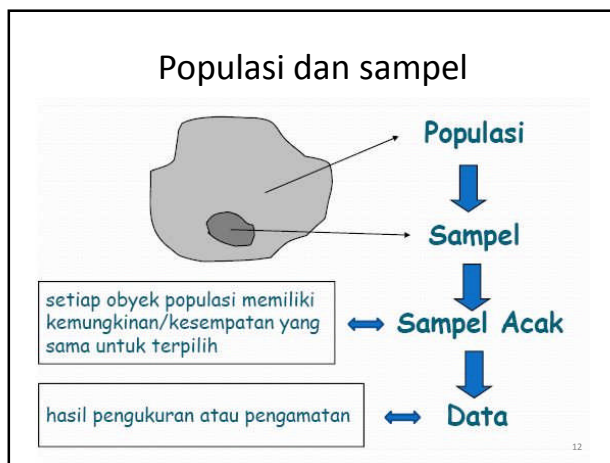 Populasi dan sampel
Populasi
Sampel
setiap obyek populasi memiliki
kemungkinan/kesempatan yang
sama untuk terpilih
Sampel Acak
hasil pengukuran atau pengamatan
Data
12